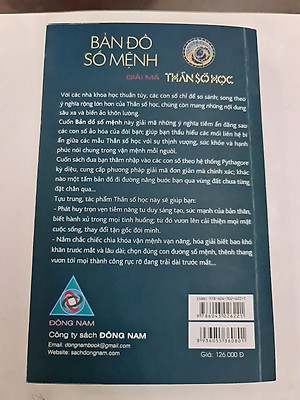 BẢN ĐỒ
SỐ MỆNH
GIẢI MÃ THẦN SỐ HỌC
Với các nhà khoa học thuần túy, các con số chỉ để so sánh; song theo
ý nghĩa rộng lớn hơn của Thần số học, chúng còn mang những nội dung
sâu xa và biến ảo khôn lường.
Cuốn Bản đồ số mệnh này giải mã những ý nghĩa tiềm ẩn đằng sau
các con số ảo hóa của đời bạn; giúp bạn thấu hiểu các mối liên hệ bí
ẩn giữa các mẫu Thần số học với sự thịnh vượng, sức khỏe và hạnh
phúc nói chung trong vận mệnh mỗi người.
Cuốn sách đưa bạn thâm nhập vào các con số theo hệ thống Pythagore
kỳ diệu, cung cấp phương pháp giải mã đơn giản mà chính xác; khác
nào một tấm bản đồ đi đường nâng bước bạn qua vùng đất chưa từng
đặt chân qua...
Tựu trung, tác phẩm Thần số học này sẽ giúp bạn:
- Phát huy trọn vẹn tiềm năng tư duy sáng tạo, sức mạnh của bản thân,
biết hành xử trong mọi tình huống; từ đó vươn lên cải thiện mọi mặt
cuộc sống, thay đổi tận gốc đời mình.
- Nắm chắc chiếc chìa khóa vận mệnh vạn năng, hóa giải biết bao khó
khăn trước mắt và lâu dài; chọn đúng con đường số mệnh, thênh thang
vươn tới mọi thành công rực rỡ đang trải dài trước mắt...
ĐÔNG NAM
Công ty sách ĐÔNG NAM
Email: dongnambook@gmail.com
Website: sachdongnam.com
8934055360801
Giá: 126.000 Đ